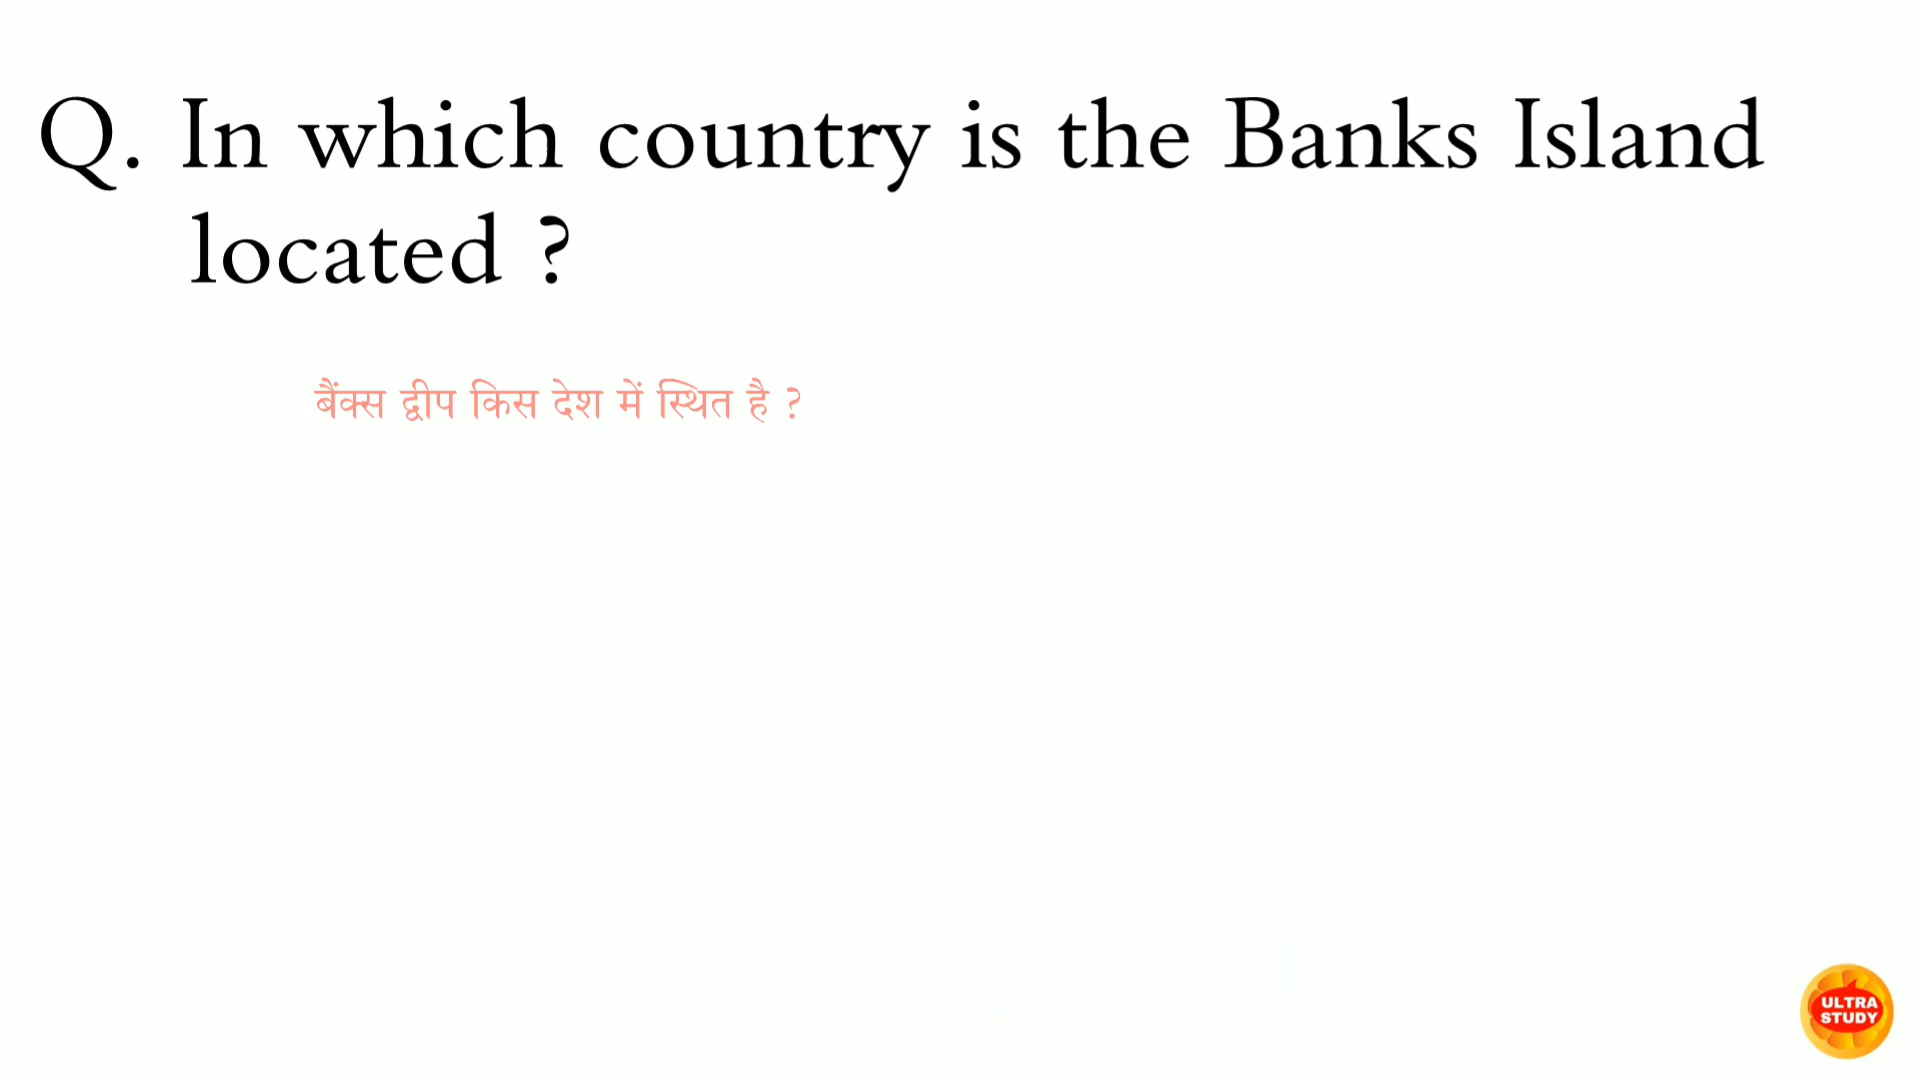 Q. In which country is the Banks Island
located ?
बैंक्स द्वीप किस देश में स्थित है ?
ULTRA
STUDY